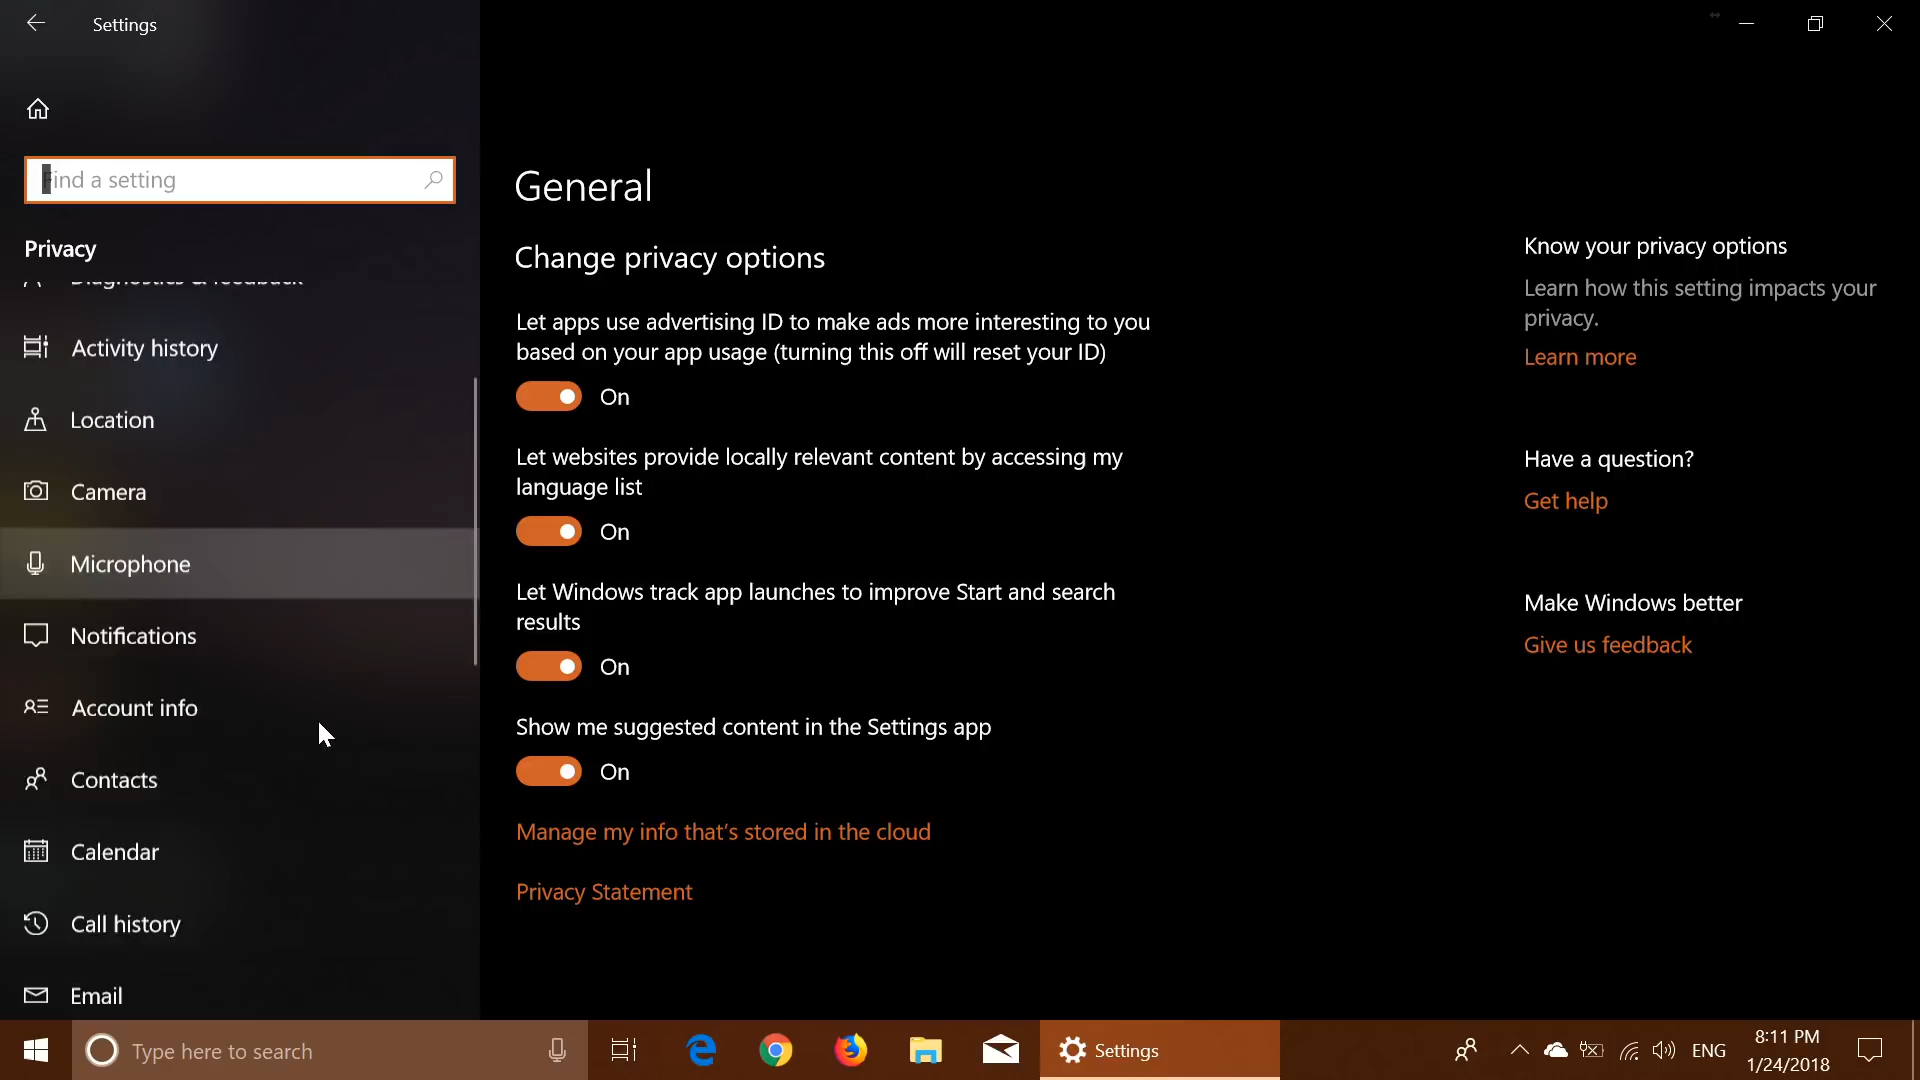 Settings
Find a setting
Privacy
Diagnostics & feedback
Activity history
Location
Camera
Microphone
Notifications
Account info
Contacts
Calendar
Call history
Email
General
Change privacy options
Let apps use advertising ID to make ads more interesting to you
based on your app usage (turning this off will reset your ID)
On
Let websites provide locally relevant content by accessing my
language list
On
Let Windows track app launches to improve Start and search
results
On
Show me suggested content in the Settings app
On
Manage my info that's stored in the cloud
Privacy Statement
Know your privacy options
Learn how this setting impacts your
privacy.
Learn more
Have a question?
Get help
Make Windows better
Give us feedback
Type here to search
Settings
ENG
8:11 PM
1/24/2018